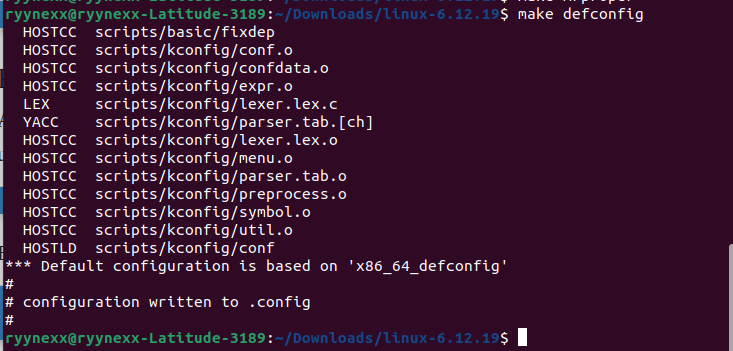 ryynexx@ryynexx-Latitude-3189:~/Downloads/linux-6.12.19$ make defconfig
  HOSTCC  scripts/basic/fixdep
  HOSTCC  scripts/kconfig/conf.o
  HOSTCC  scripts/kconfig/confdata.o
  HOSTCC  scripts/kconfig/expr.o
  LEX     scripts/kconfig/lexer.lex.c
  YACC    scripts/kconfig/parser.tab.[ch]
  HOSTCC  scripts/kconfig/lexer.lex.o
  HOSTCC  scripts/kconfig/menu.o
  HOSTCC  scripts/kconfig/parser.tab.o
  HOSTCC  scripts/kconfig/preprocess.o
  HOSTCC  scripts/kconfig/symbol.o
  HOSTCC  scripts/kconfig/util.o
  HOSTLD  scripts/kconfig/conf
*** Default configuration is based on 'x86_64_defconfig'
#
# configuration written to .config
#
ryynexx@ryynexx-Latitude-3189:~/Downloads/linux-6.12.19$